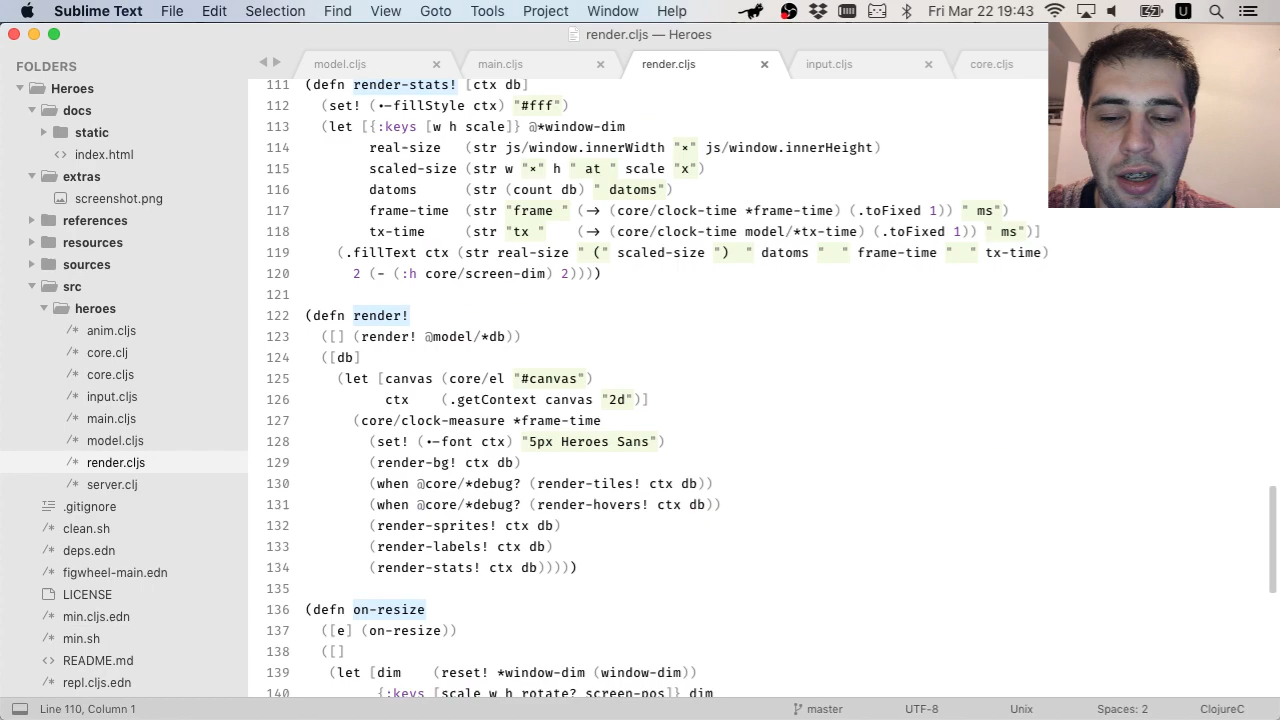 Sublime Text File Edit Selection Find View Goto Tools Project Window Help Fri Mar 22 19:43 U
render.cljs — Heroes
FOLDERS
Heroes
docs
static
index.html
extras
screenshot.png
references
resources
sources
src
heroes
anim.cljs
core.clj
core.cljs
input.cljs
main.cljs
model.cljs
render.cljs
server.clj
.gitignore
clean.sh
deps.edn
figwheel-main.edn
LICENSE
min.cljs.edn
min.sh
README.md
repl.cljs.edn
model.cljs main.cljs render.cljs input.cljs core.cljs
111 (defn render-stats! [ctx db]
112 (set! (.-fillStyle ctx) "#fff")
113 (let [{:keys [w h scale]} @*window-dim
114 real-size (str js/window.innerWidth "×" js/window.innerHeight)
115 scaled-size (str w "×" h " at " scale "x")
116 datoms (str (count db) " datoms")
117 frame-time (str "frame " (-> (core/clock-time *frame-time) (.toFixed 1)) " ms")
118 tx-time (str "tx " (-> (core/clock-time model/*tx-time) (.toFixed 1)) " ms")]
119 (.fillText ctx (str real-size " (" scaled-size ")  " datoms "  " frame-time "  " tx-time)
120 2 (- (:h core/screen-dim) 2))))
121
122 (defn render!
123 ([] (render! @model/*db))
124 ([db]
125 (let [canvas (core/el "#canvas")
126 ctx (.getContext canvas "2d")]
127 (core/clock-measure *frame-time
128 (set! (.-font ctx) "5px Heroes Sans")
129 (render-bg! ctx db)
130 (when @core/*debug? (render-tiles! ctx db))
131 (when @core/*debug? (render-hovers! ctx db))
132 (render-sprites! ctx db)
133 (render-labels! ctx db)
134 (render-stats! ctx db)))))
135
136 (defn on-resize
137 ([e] (on-resize))
138 ([]
139 (let [dim (reset! *window-dim (window-dim))
140 {:keys [scale w h rotate? screen-pos]} dim
Line 110, Column 1 master UTF-8 Unix Spaces: 2 ClojureC